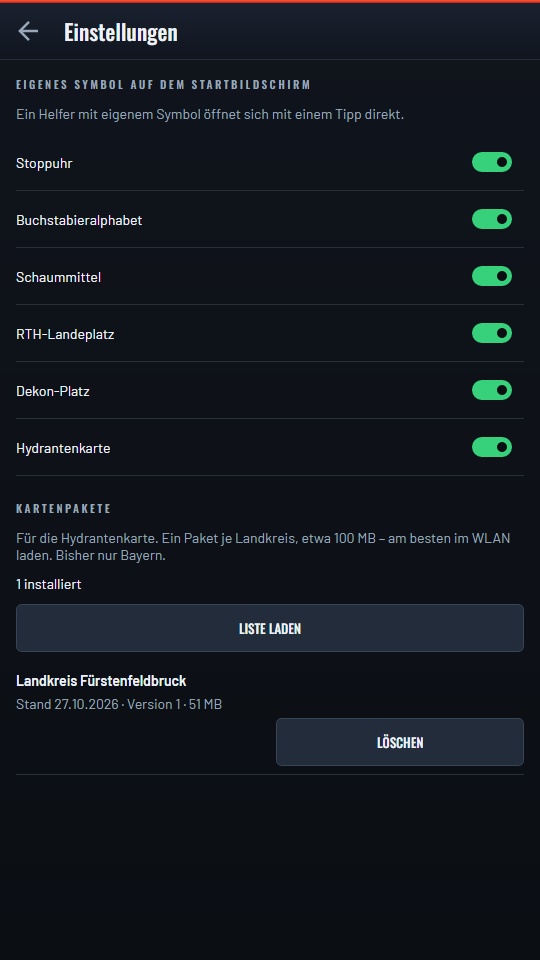 Einstellungen
EIGENES SYMBOL AUF DEM STARTBILDSCHIRM
Ein Helfer mit eigenem Symbol öffnet sich mit einem Tipp direkt.
Stoppuhr
Buchstabieralphabet
Schaummittel
RTH-Landeplatz
Dekon-Platz
Hydrantenkarte
KARTENPAKETE
Für die Hydrantenkarte. Ein Paket je Landkreis, etwa 100 MB – am besten im WLAN
laden. Bisher nur Bayern.
1 installiert
LISTE LADEN
Landkreis Fürstenfeldbruck
Stand 27.10.2026 · Version 1 · 51 MB
LÖSCHEN